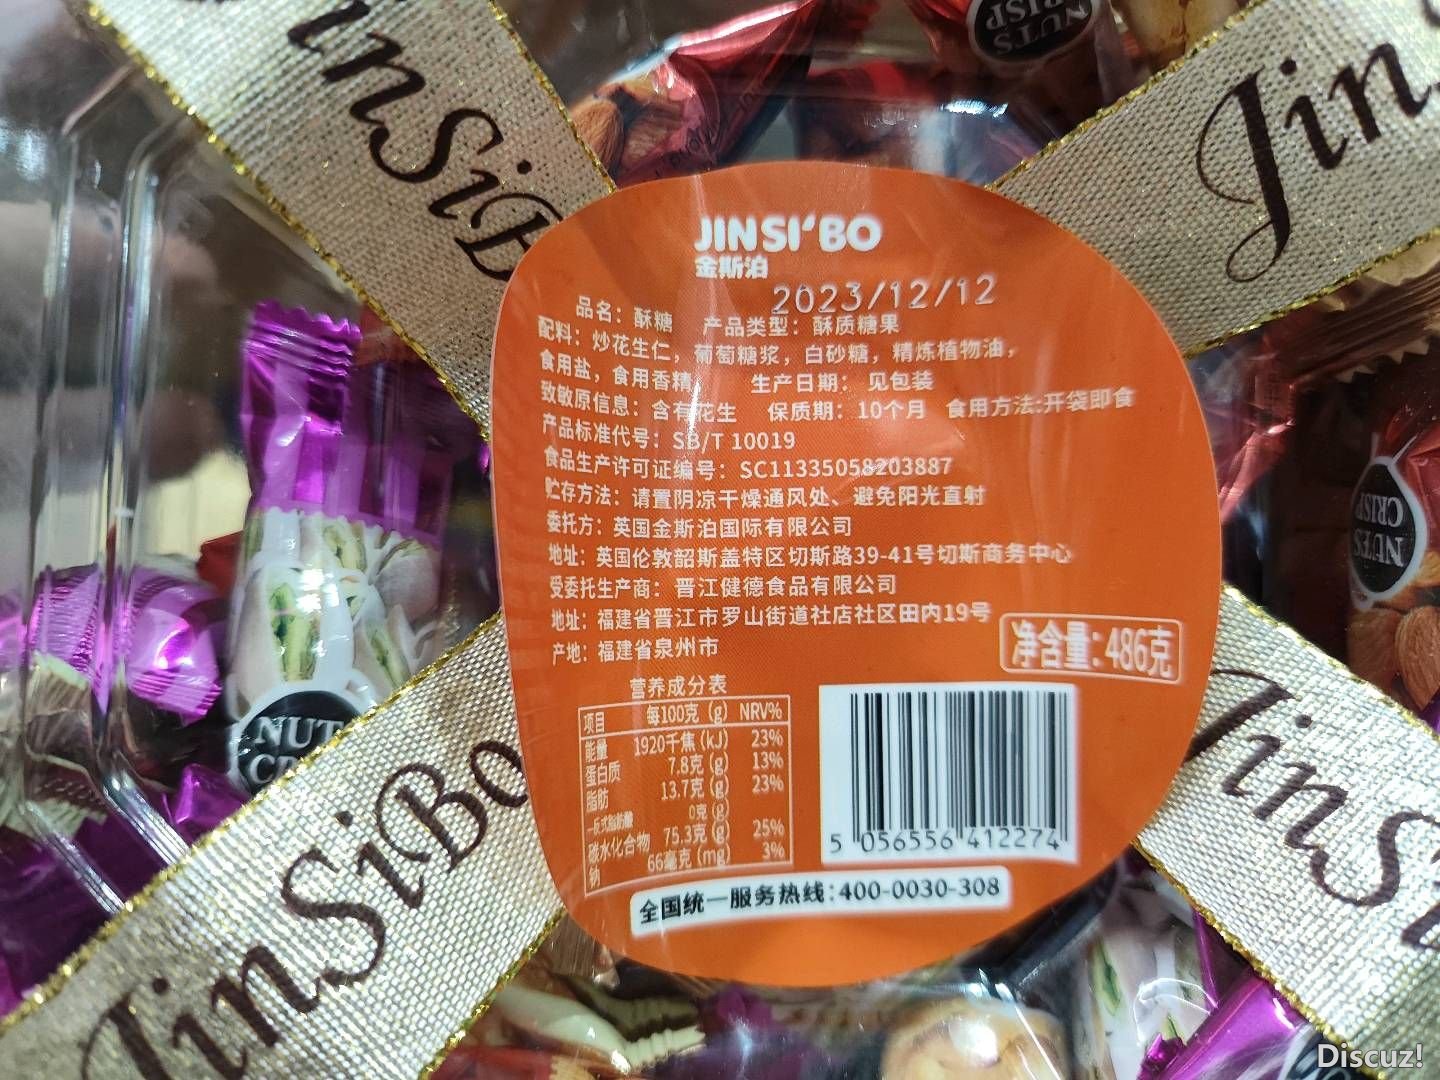 JinSiB
NUTS
CRISP
Jin
JINSI'BO
金斯泊
2023/12/12
品名：酥糖 产品类型：酥质糖果
配料：炒花生仁，葡萄糖浆，白砂糖，精炼植物油，
食用盐，食用香精 生产日期： 见包装
致敏原信息：含有花生 保质期：10个月 食用方法:开袋即食
产品标准代号：SB/T 10019
食品生产许可证编号：SC11335058203887
贮存方法：请置阴凉干燥通风处、避免阳光直射
委托方：英国金斯泊国际有限公司
地址：英国伦敦韶斯盖特区切斯路39-41号切斯商务中心
受委托生产商：晋江健德食品有限公司
地址：福建省晋江市罗山街道社店社区田内19号
产地：福建省泉州市
净含量:486克
营养成分表
项目 每100克（g） NRV%
能量 1920千焦（kJ） 23%
蛋白质 7.8克（g） 13%
脂肪 13.7克（g） 23%
—反式脂肪酸 0克（g）
碳水化合物 75.3克（g） 25%
钠 66毫克（mg） 3%
5 056556 412274
全国统一服务热线:400-0030-308
NUTS
CRISP
NUT
JinSiBo
JinSi
Discuz!